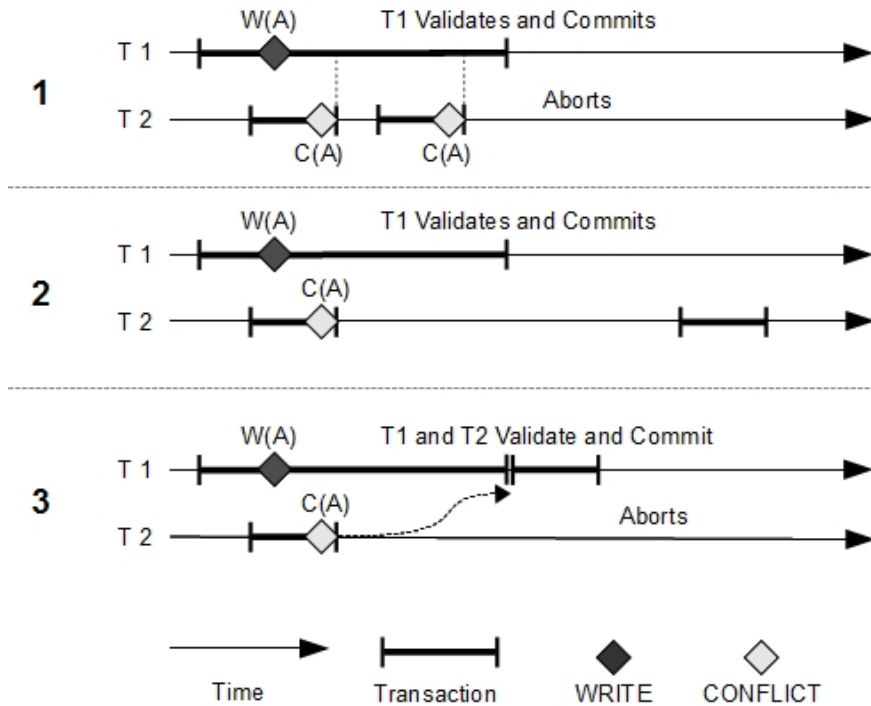 W(A) T1 Validates and Commits
T 1
1
Aborts
T 2
C(A) C(A)
W(A) T1 Validates and Commits
T 1
2
C(A)
T 2
W(A) T1 and T2 Validate and Commit
T 1
3
C(A)
Aborts
T 2
Time Transaction WRITE CONFLICT